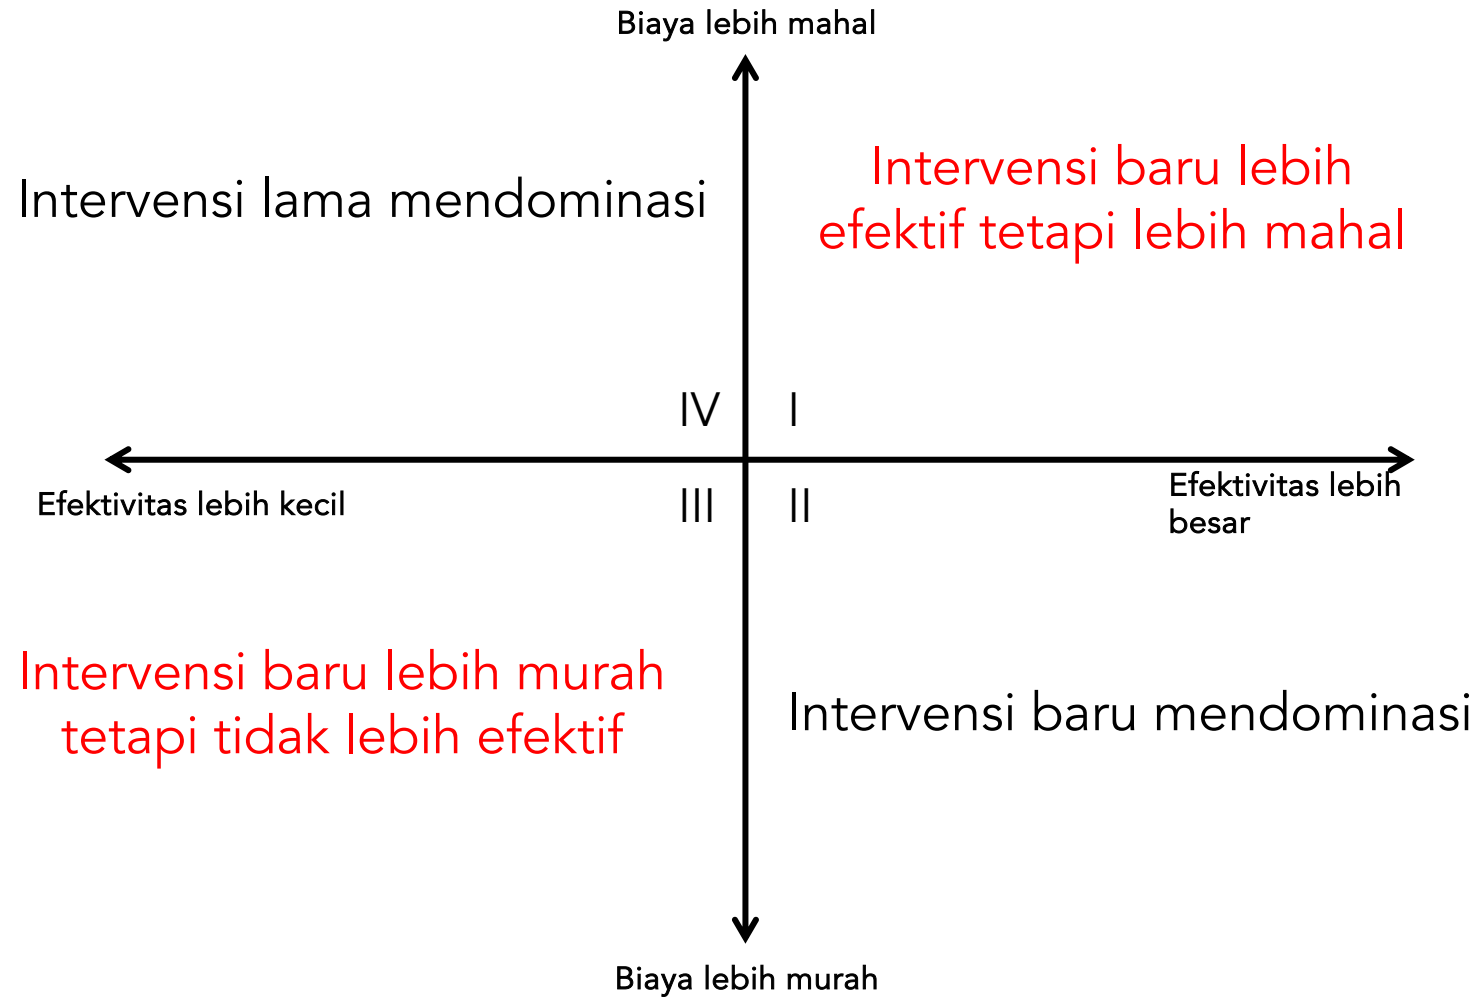 Biaya lebih mahal
Intervensi lama mendominasi
Intervensi baru lebih
efektif tetapi lebih mahal
IV
I
Efektivitas lebih kecil
III
II
Efektivitas lebih
besar
Intervensi baru lebih murah
tetapi tidak lebih efektif
Intervensi baru mendominasi
Biaya lebih murah